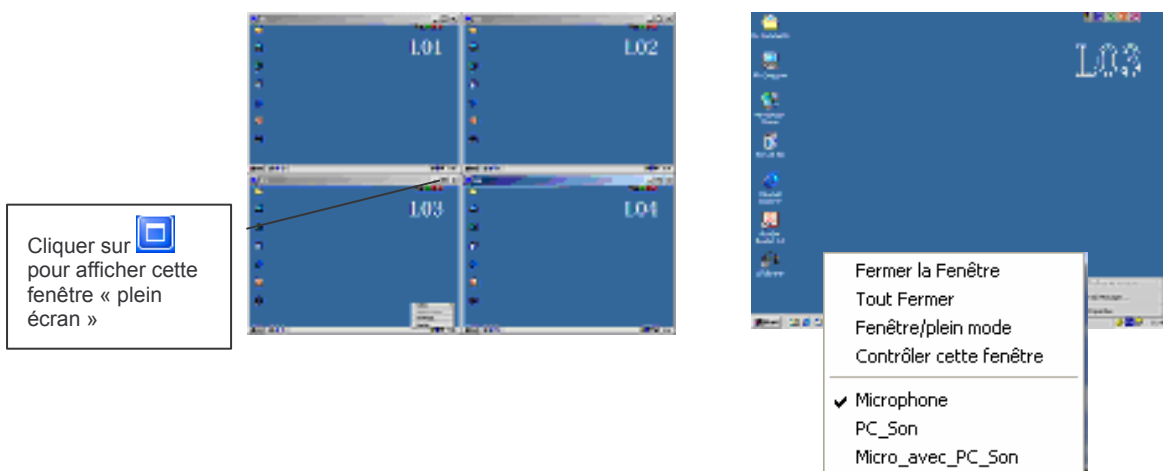 L01
L02
L03
L04
Cliquer sur
pour afficher cette
fenêtre « plein
écran »
L03
Fermer la Fenêtre
Tout Fermer
Fenêtre/plein mode
Contrôler cette fenêtre
Microphone
PC_Son
Micro_avec_PC_Son